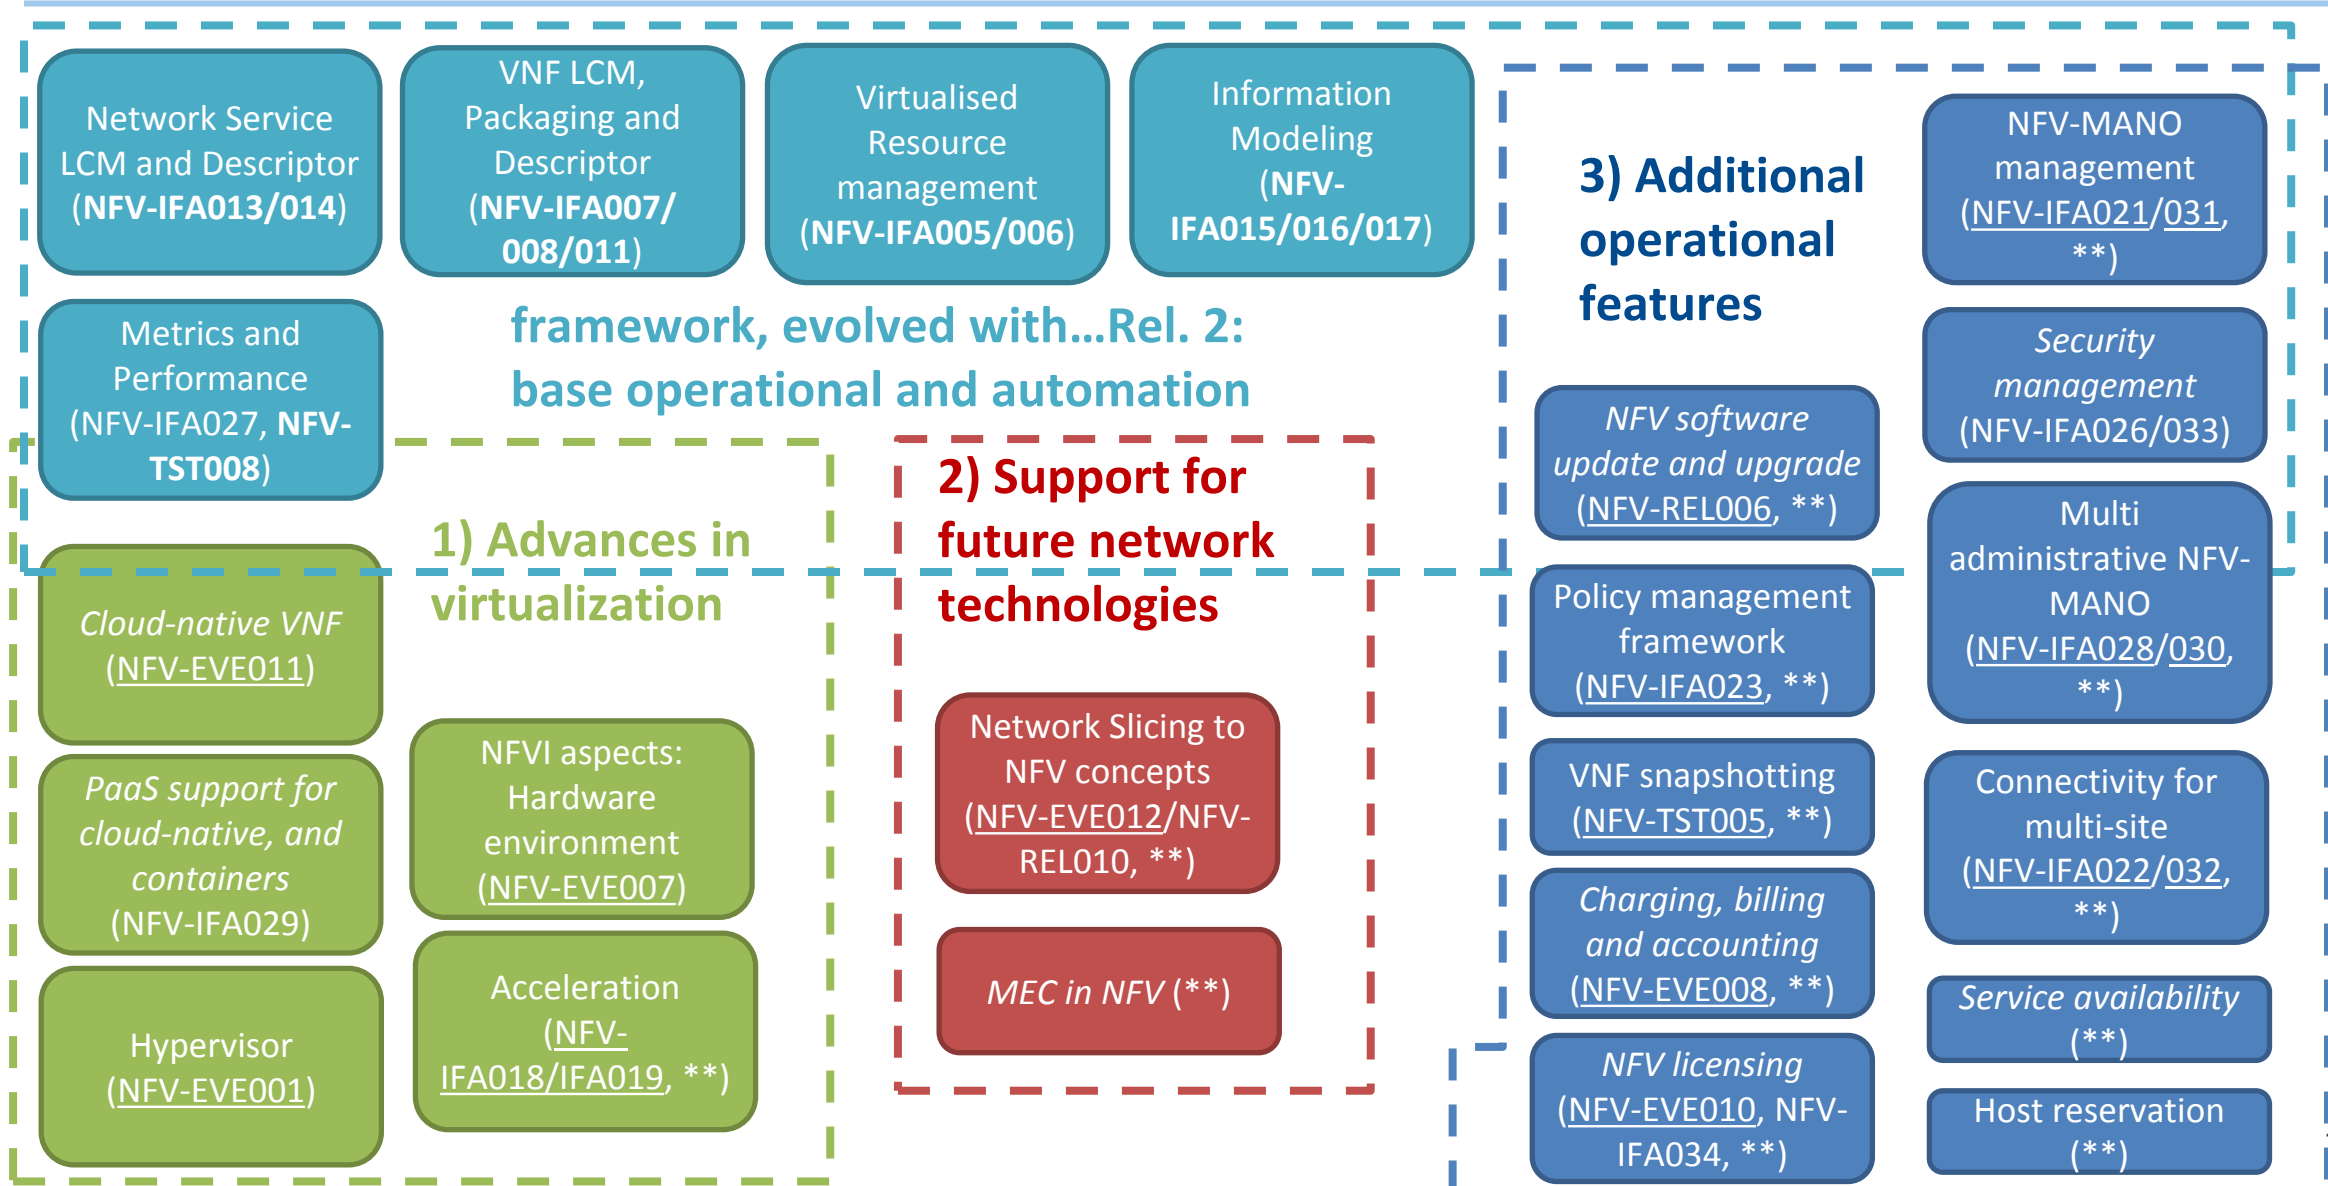 Network Service
LCM and Descriptor
(NFV-IFA013/014)
VNF LCM,
Packaging and
Descriptor
(NFV-IFA007/
008/011)
Virtualised
Resource
management
(NFV-IFA005/006)
Information
Modeling
(NFV-
IFA015/016/017)
Metrics and
Performance
(NFV-IFA027, NFV-
TST008)
framework, evolved with...Rel. 2:
base operational and automation
1) Advances in
virtualization
Cloud-native VNF
(NFV-EVE011)
PaaS support for
cloud-native, and
containers
(NFV-IFA029)
Hypervisor
(NFV-EVE001)
NFVI aspects:
Hardware
environment
(NFV-EVE007)
Acceleration
(NFV-
IFA018/IFA019, **)
2) Support for
future network
technologies
Network Slicing to
NFV concepts
(NFV-EVE012/NFV-
REL010, **)
MEC in NFV (**)
3) Additional
operational
features
NFV software
update and upgrade
(NFV-REL006, **)
Policy management
framework
(NFV-IFA023, **)
VNF snapshotting
(NFV-TST005, **)
Charging, billing
and accounting
(NFV-EVE008, **)
NFV licensing
(NFV-EVE010, NFV-
IFA034, **)
NFV-MANO
management
(NFV-IFA021/031,
**)
Security
management
(NFV-IFA026/033)
Multi
administrative NFV-
MANO
(NFV-IFA028/030,
**)
Connectivity for
multi-site
(NFV-IFA022/032,
**)
Service availability
(**)
Host reservation
(**)